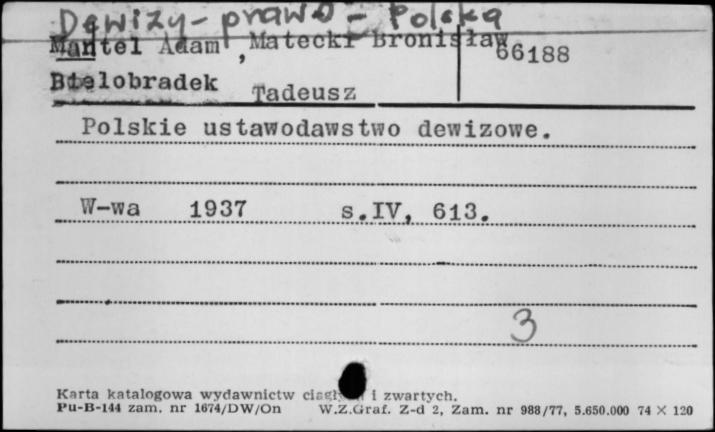 Dewizy - prawo - Polska
Mantel Adam, Matecki Bronisław
66188
Bielobradek Tadeusz
Polskie ustawodawstwo dewizowe.
W-wa 1937 s.IV, 613.
3
Karta katalogowa wydawnictw ciągłych i zwartych.
Pu-B-144 zam. nr 1674/DW/On W.Z.Graf. Z-d 2, Zam. nr 988/77, 5.650.000 74 X 120